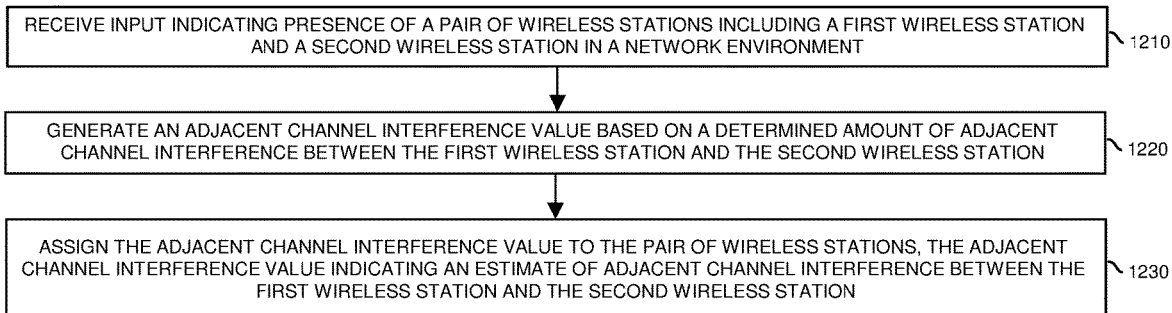 RECEIVE INPUT INDICATING PRESENCE OF A PAIR OF WIRELESS STATIONS INCLUDING A FIRST WIRELESS STATION
AND A SECOND WIRELESS STATION IN A NETWORK ENVIRONMENT
1210
GENERATE AN ADJACENT CHANNEL INTERFERENCE VALUE BASED ON A DETERMINED AMOUNT OF ADJACENT
CHANNEL INTERFERENCE BETWEEN THE FIRST WIRELESS STATION AND THE SECOND WIRELESS STATION
1220
ASSIGN THE ADJACENT CHANNEL INTERFERENCE VALUE TO THE PAIR OF WIRELESS STATIONS, THE ADJACENT
CHANNEL INTERFERENCE VALUE INDICATING AN ESTIMATE OF ADJACENT CHANNEL INTERFERENCE BETWEEN THE
FIRST WIRELESS STATION AND THE SECOND WIRELESS STATION
1230